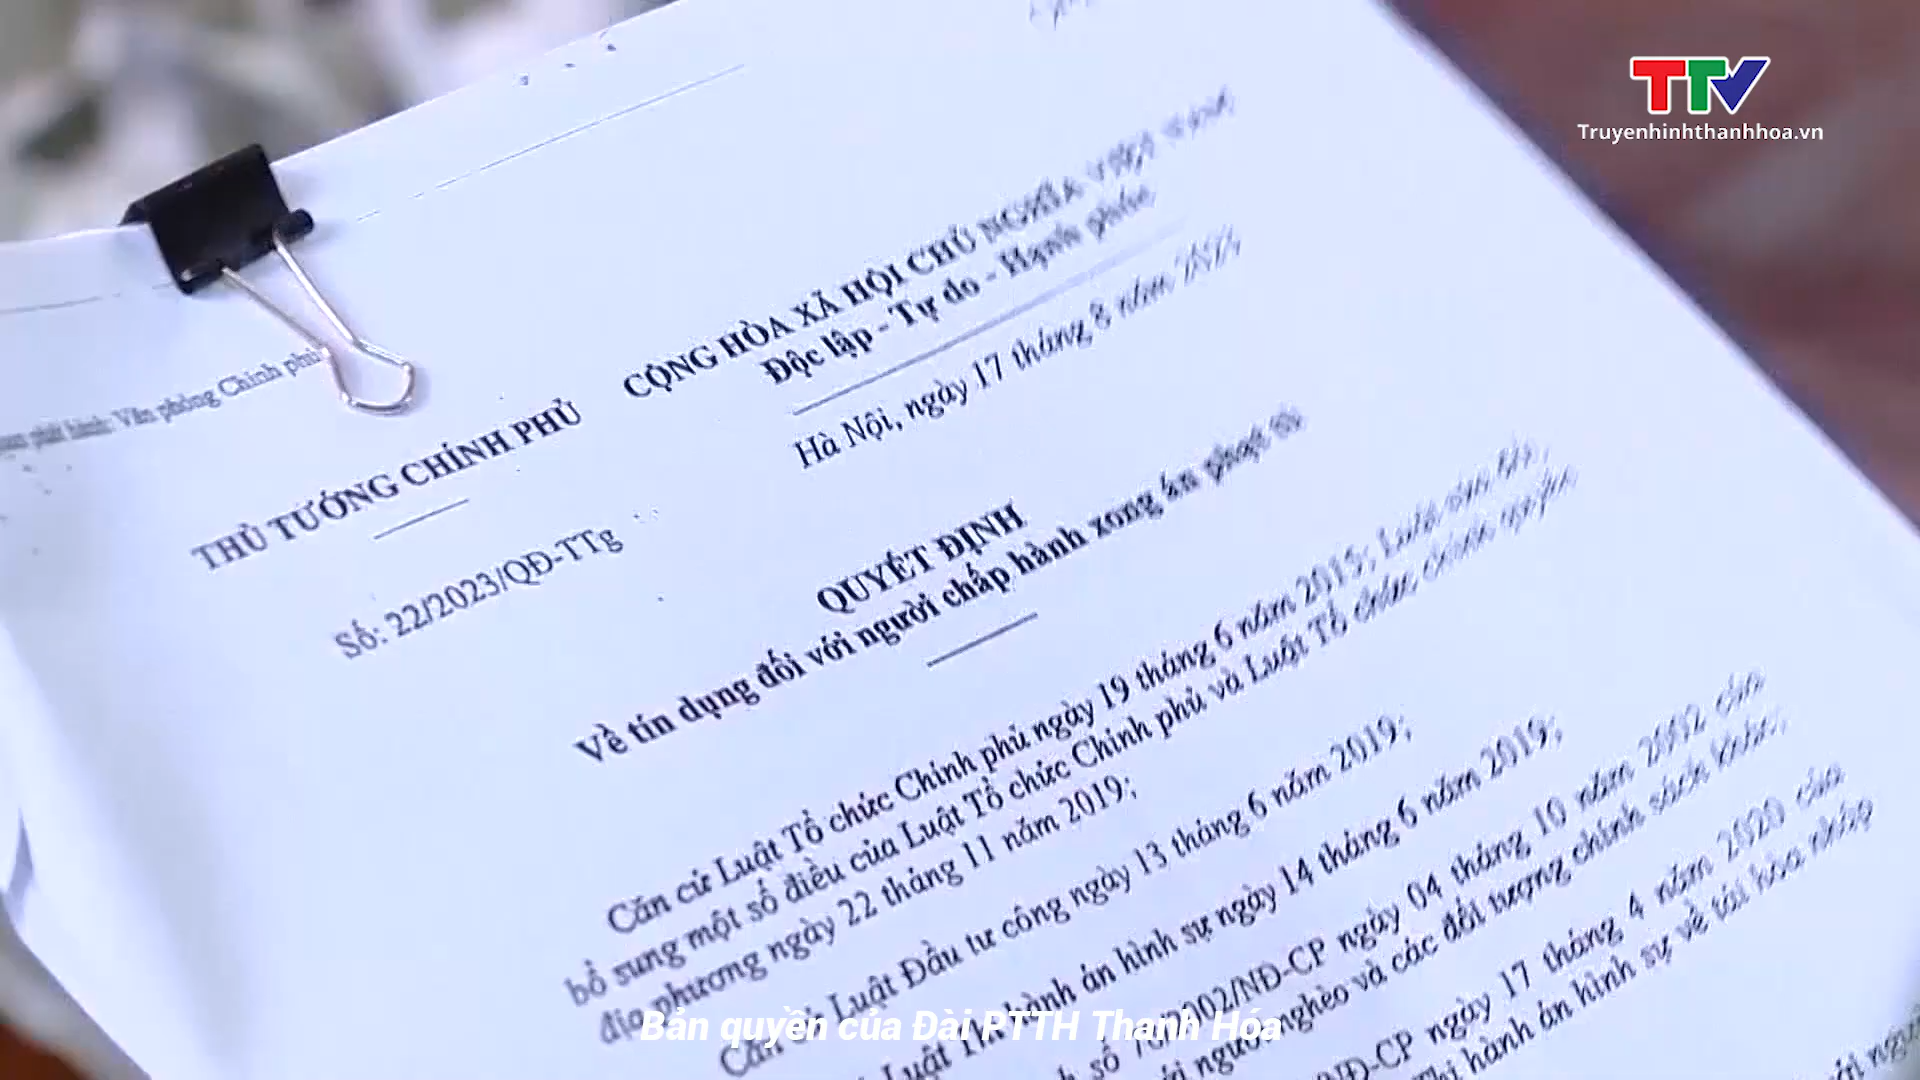 TTV
Truyenhinhthanhhoa.vn
Văn phòng Chính phủ
THỦ TƯỚNG CHÍNH PHỦ
Số: 22/2023/QĐ-TTg
CỘNG HÒA XÃ HỘI CHỦ NGHĨA VIỆT NAM
Độc lập - Tự do - Hạnh phúc
Hà Nội, ngày 17 tháng 8 năm 2023
QUYẾT ĐỊNH
Về tín dụng đối với người chấp hành xong án phạt tù
Căn cứ Luật Tổ chức Chính phủ ngày 19 tháng 6 năm 2015; Luật sửa đổi,
bổ sung một số điều của Luật Tổ chức Chính phủ và Luật Tổ chức chính quyền
địa phương ngày 22 tháng 11 năm 2019;
Căn cứ Luật Đầu tư công ngày 13 tháng 6 năm 2019;
Luật Thi hành án hình sự ngày 14 tháng 6 năm 2019;
số 78/2002/NĐ-CP ngày 04 tháng 10 năm 2002 của
người nghèo và các đối tượng chính sách khác;
NĐ-CP ngày 17 tháng 4 năm 2020 của
Thi hành án hình sự về tái hòa nhập
Bản quyền của Đài PTTH Thanh Hóa